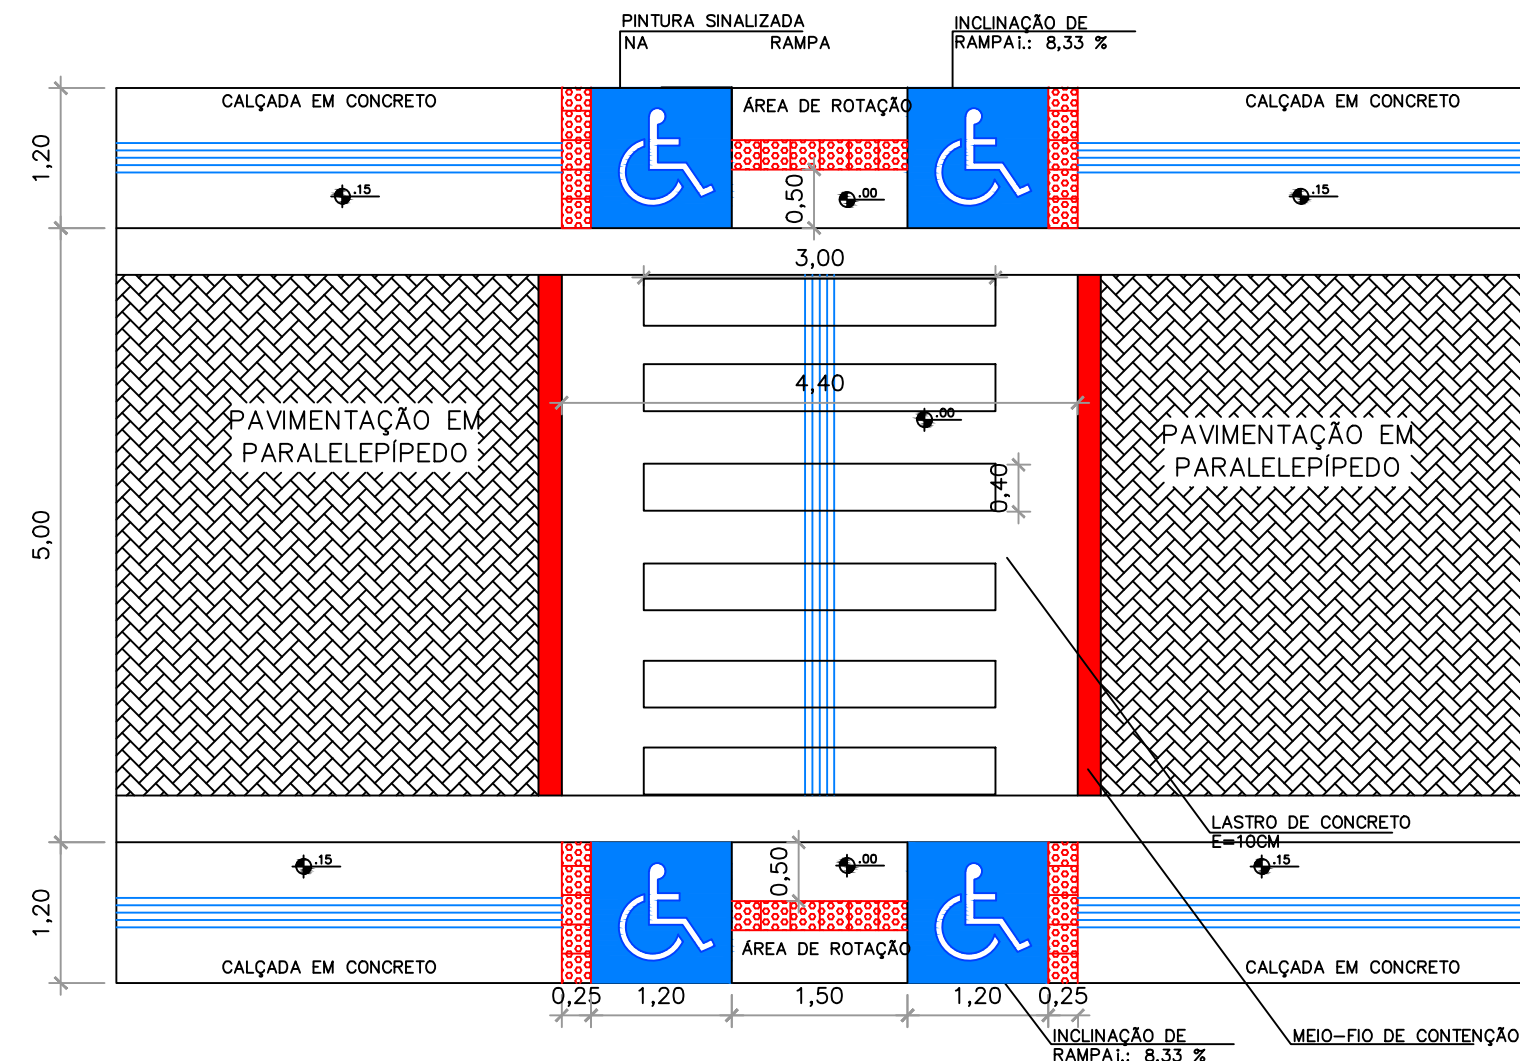 PINTURA SINALIZADA
NA RAMPA
INCLINAÇÃO DE
RAMPAi.: 8,33 %
CALÇADA EM CONCRETO
ÁREA DE ROTAÇÃO
CALÇADA EM CONCRETO
1,20
.15
0,50
.00
.15
3,00
4,40
.00
PAVIMENTAÇÃO EM
PARALELEPÍPEDO
PAVIMENTAÇÃO EM
PARALELEPÍPEDO
0,40
5,00
LASTRO DE CONCRETO
E=10CM
.15
0,50
.00
.15
1,20
ÁREA DE ROTAÇÃO
CALÇADA EM CONCRETO
CALÇADA EM CONCRETO
0,25
1,20
1,50
1,20
0,25
INCLINAÇÃO DE
RAMPAi.: 8,33 %
MEIO-FIO DE CONTENÇÃO